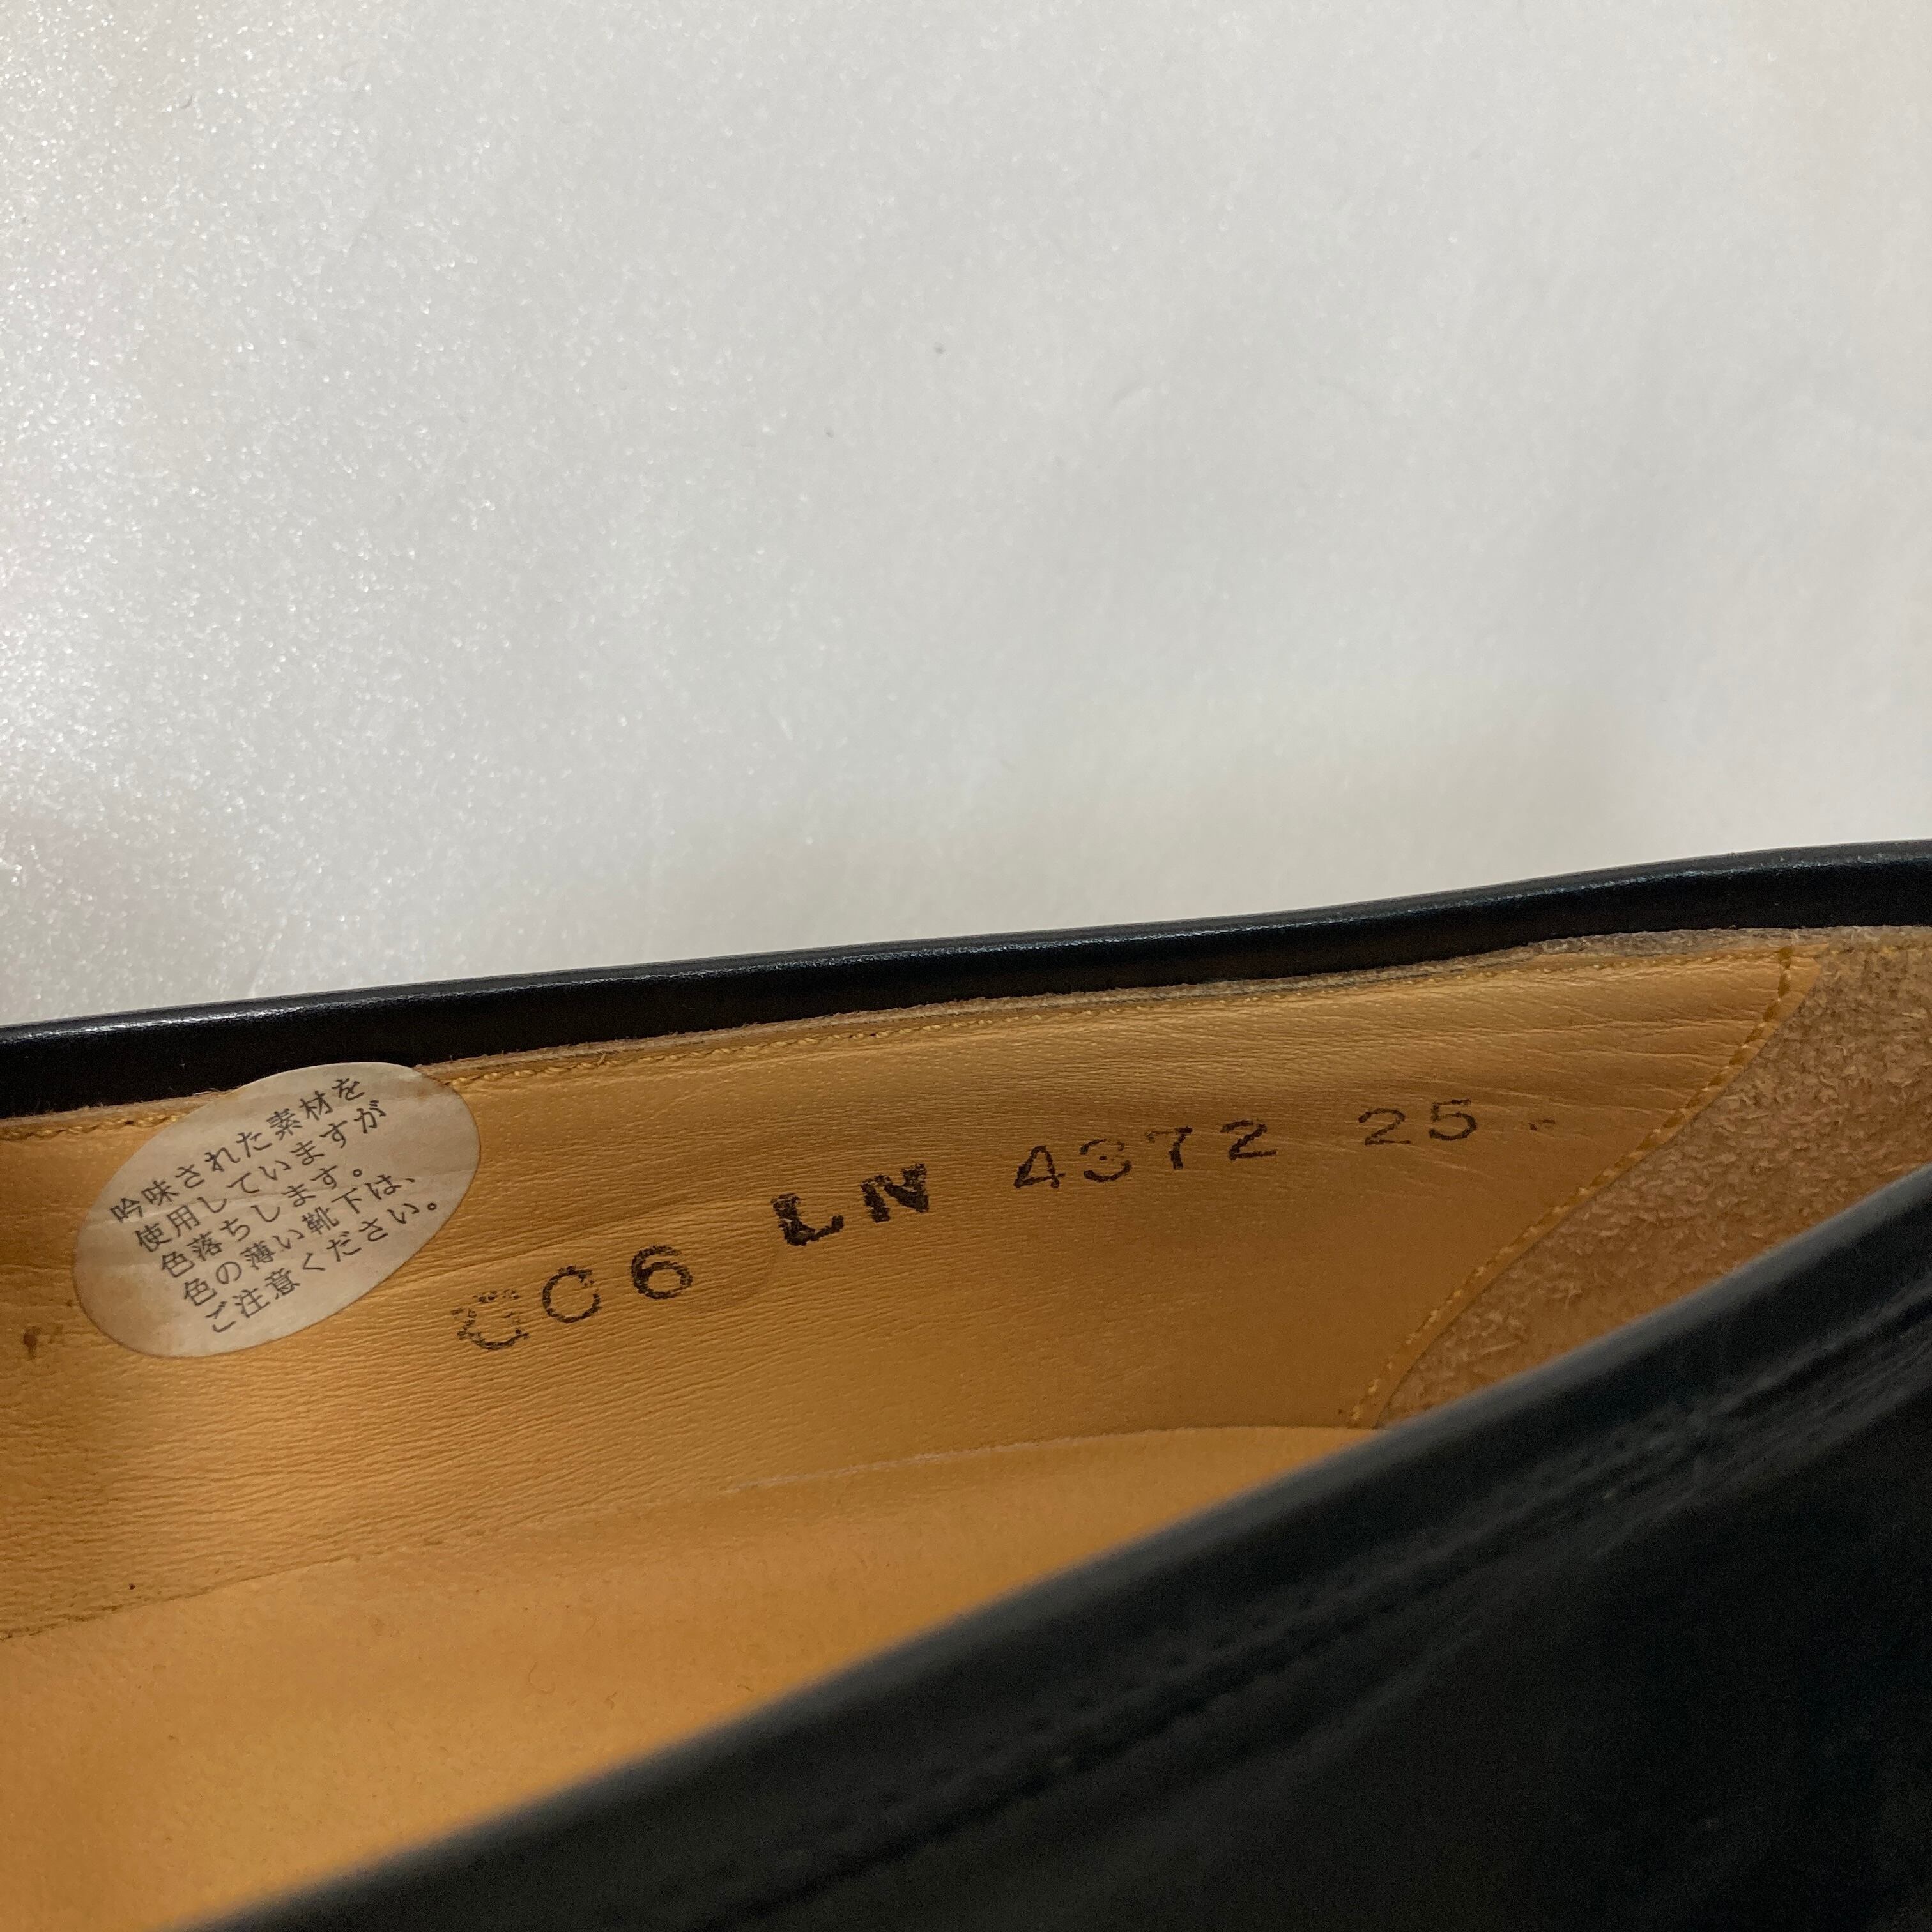 吟味された素材を
使用していますが
色落ちします。
色の薄い靴下は、
ご注意ください。
GC6 LN 4372 25